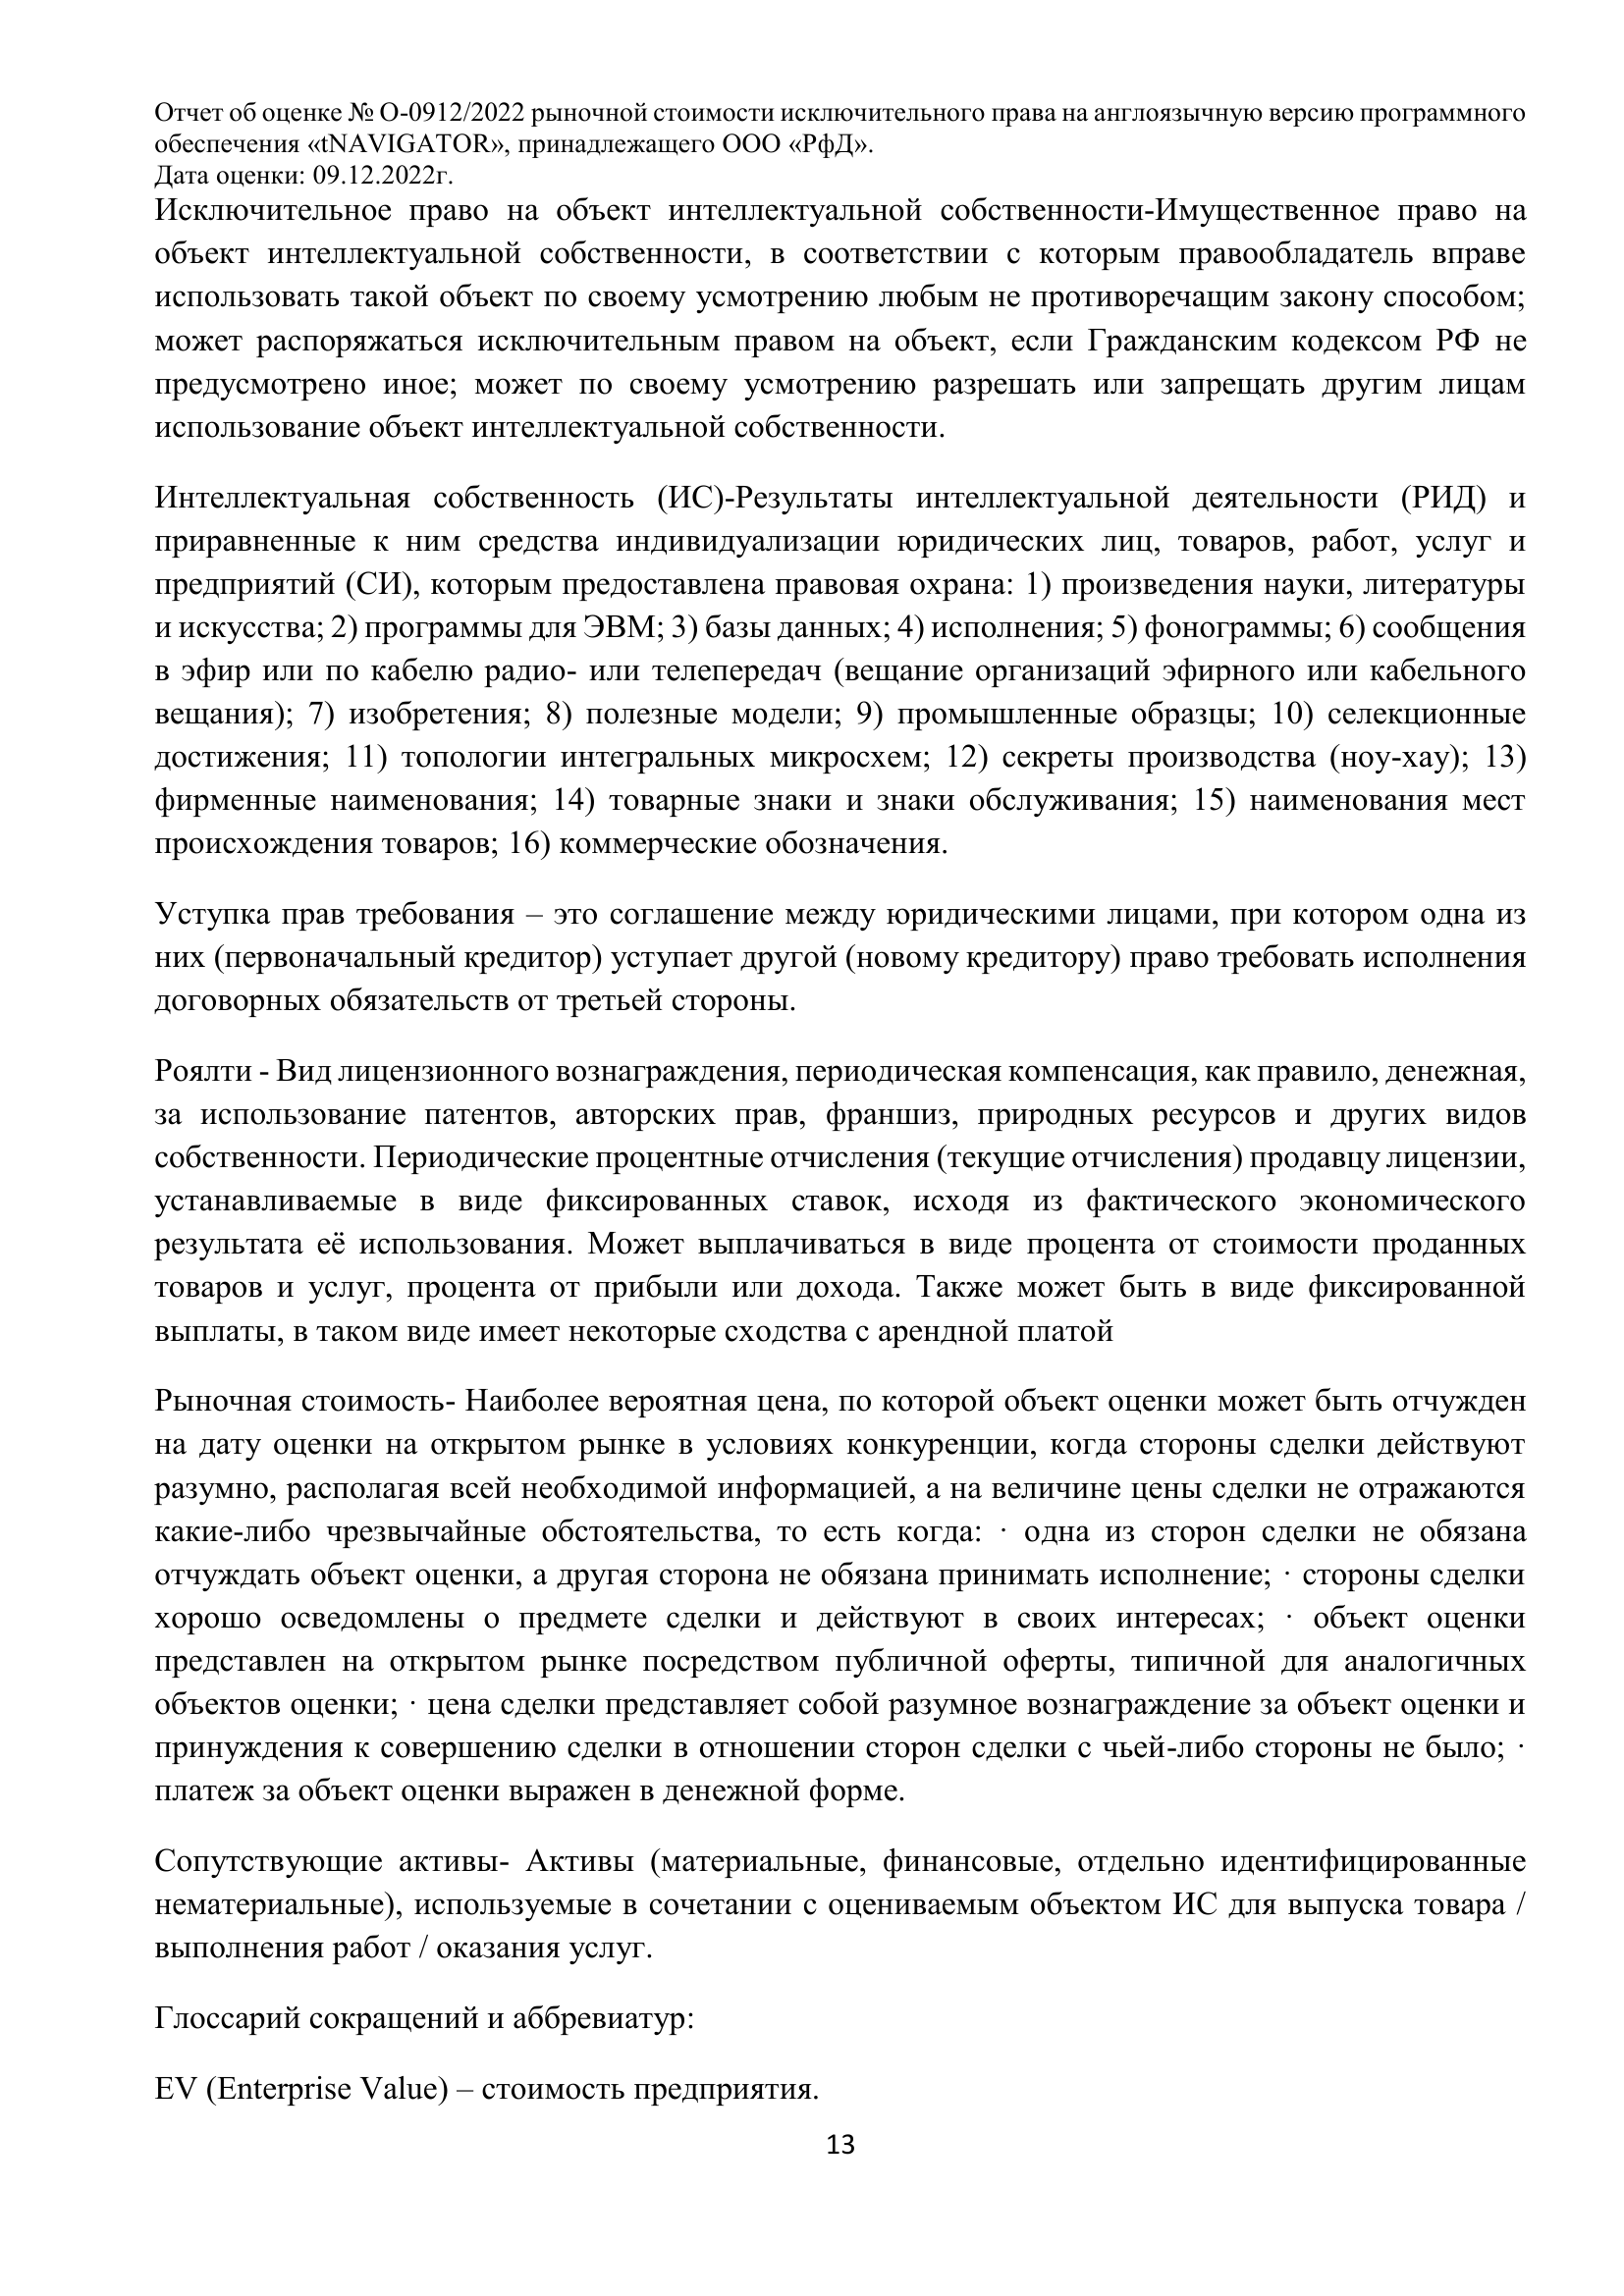 Отчет об оценке № О-0912/2022 рыночной стоимости исключительного права на англоязычную версию программного
обеспечения «tNAVIGATOR», принадлежащего ООО «РфД».
Дата оценки: 09.12.2022г.
Исключительное право на объект интеллектуальной собственности-Имущественное право на
объект интеллектуальной собственности, в соответствии с которым правообладатель вправе
использовать такой объект по своему усмотрению любым не противоречащим закону способом;
может распоряжаться исключительным правом на объект, если Гражданским кодексом РФ не
предусмотрено иное; может по своему усмотрению разрешать или запрещать другим лицам
использование объект интеллектуальной собственности.
Интеллектуальная собственность (ИС)-Результаты интеллектуальной деятельности (РИД) и
приравненные к ним средства индивидуализации юридических лиц, товаров, работ, услуг и
предприятий (СИ), которым предоставлена правовая охрана: 1) произведения науки, литературы
и искусства; 2) программы для ЭВМ; 3) базы данных; 4) исполнения; 5) фонограммы; 6) сообщения
в эфир или по кабелю радио- или телепередач (вещание организаций эфирного или кабельного
вещания); 7) изобретения; 8) полезные модели; 9) промышленные образцы; 10) селекционные
достижения; 11) топологии интегральных микросхем; 12) секреты производства (ноу-хау); 13)
фирменные наименования; 14) товарные знаки и знаки обслуживания; 15) наименования мест
происхождения товаров; 16) коммерческие обозначения.
Уступка прав требования – это соглашение между юридическими лицами, при котором одна из
них (первоначальный кредитор) уступает другой (новому кредитору) право требовать исполнения
договорных обязательств от третьей стороны.
Роялти - Вид лицензионного вознаграждения, периодическая компенсация, как правило, денежная,
за использование патентов, авторских прав, франшиз, природных ресурсов и других видов
собственности. Периодические процентные отчисления (текущие отчисления) продавцу лицензии,
устанавливаемые в виде фиксированных ставок, исходя из фактического экономического
результата её использования. Может выплачиваться в виде процента от стоимости проданных
товаров и услуг, процента от прибыли или дохода. Также может быть в виде фиксированной
выплаты, в таком виде имеет некоторые сходства с арендной платой
Рыночная стоимость- Наиболее вероятная цена, по которой объект оценки может быть отчужден
на дату оценки на открытом рынке в условиях конкуренции, когда стороны сделки действуют
разумно, располагая всей необходимой информацией, а на величине цены сделки не отражаются
какие-либо чрезвычайные обстоятельства, то есть когда: · одна из сторон сделки не обязана
отчуждать объект оценки, а другая сторона не обязана принимать исполнение; · стороны сделки
хорошо осведомлены о предмете сделки и действуют в своих интересах; · объект оценки
представлен на открытом рынке посредством публичной оферты, типичной для аналогичных
объектов оценки; · цена сделки представляет собой разумное вознаграждение за объект оценки и
принуждения к совершению сделки в отношении сторон сделки с чьей-либо стороны не было; ·
платеж за объект оценки выражен в денежной форме.
Сопутствующие активы- Активы (материальные, финансовые, отдельно идентифицированные
нематериальные), используемые в сочетании с оцениваемым объектом ИС для выпуска товара /
выполнения работ / оказания услуг.
Глоссарий сокращений и аббревиатур:
EV (Enterprise Value) – стоимость предприятия.
13